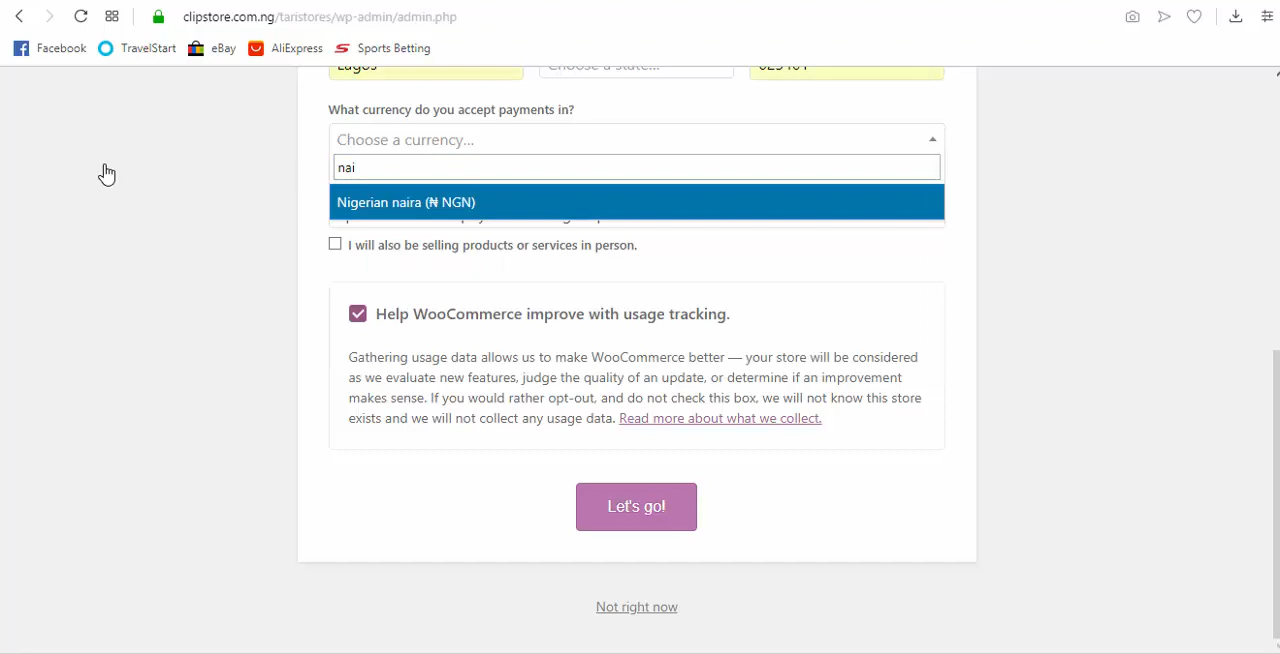 clipstore.com.ng/taristores/wp-admin/admin.php
Facebook TravelStart eBay AliExpress Sports Betting
Lagos Choose a state...
What currency do you accept payments in?
Choose a currency...
nai
Nigerian naira (₦ NGN)
I will also be selling products or services in person.
Help WooCommerce improve with usage tracking.
Gathering usage data allows us to make WooCommerce better — your store will be considered
as we evaluate new features, judge the quality of an update, or determine if an improvement
makes sense. If you would rather opt-out, and do not check this box, we will not know this store
exists and we will not collect any usage data. Read more about what we collect.
Let's go!
Not right now